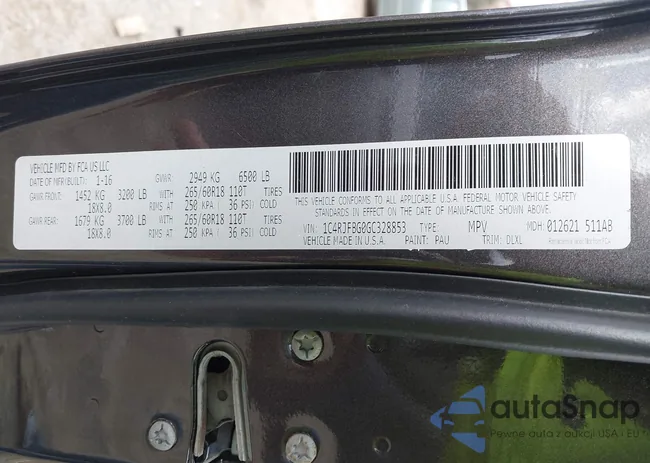 VEHICLE MFD BY FCA US LLC
DATE OF MFR(BUILT): 1-16 GVWR: 2949 KG 6500 LB
GAWR FRONT: 1452 KG 3200 LB WITH 265/60R18 110T TIRES
18X8.0 RIMS AT 250 KPA( 36 PSI) COLD
GAWR REAR: 1679 KG 3700 LB WITH 265/60R18 110T TIRES
18X8.0 RIMS AT 250 KPA( 36 PSI) COLD
THIS VEHICLE CONFORMS TO ALL APPLICABLE U.S.A. FEDERAL MOTOR VEHICLE SAFETY
STANDARDS IN EFFECT ON THE DATE OF MANUFACTURE SHOWN ABOVE.
VIN: 1C4RJFBG0GC328853 TYPE: MPV MDH: 012621 511AB
MADE IN U.S.A. PAINT: PAU TRIM: DLXL
autaSnap
Pewne auta z aukcji USA i EU